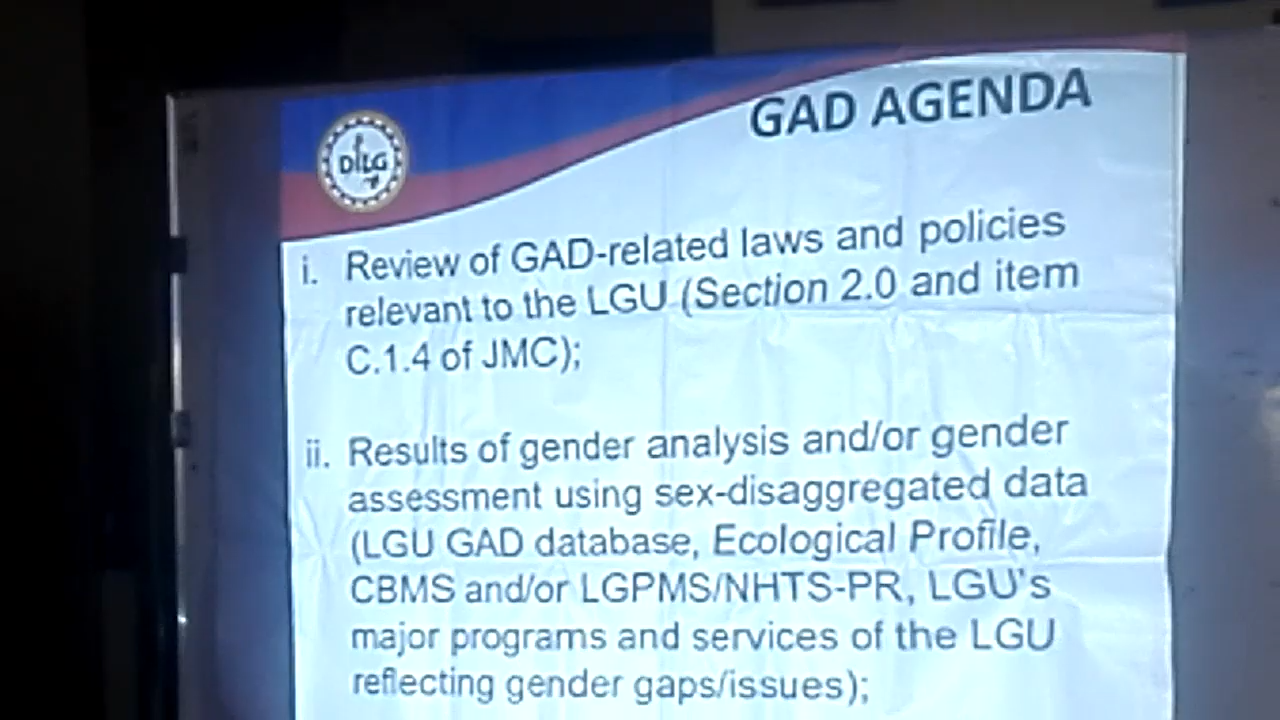 GAD AGENDA
DILG
i. Review of GAD-related laws and policies
relevant to the LGU (Section 2.0 and item
C.1.4 of JMC);
ii. Results of gender analysis and/or gender
assessment using sex-disaggregated data
(LGU GAD database, Ecological Profile,
CBMS and/or LGPMS/NHTS-PR, LGU's
major programs and services of the LGU
reflecting gender gaps/issues);